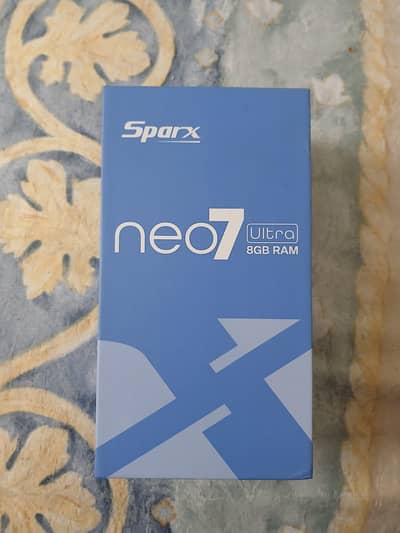 Sparx
neo7 Ultra
8GB RAM